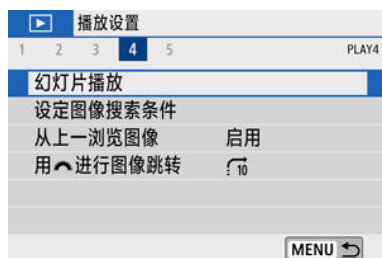 播放设置
1 2 3 4 5 PLAY4
幻灯片播放
设定图像搜索条件
从上一浏览图像 启用
用进行图像跳转 10
MENU